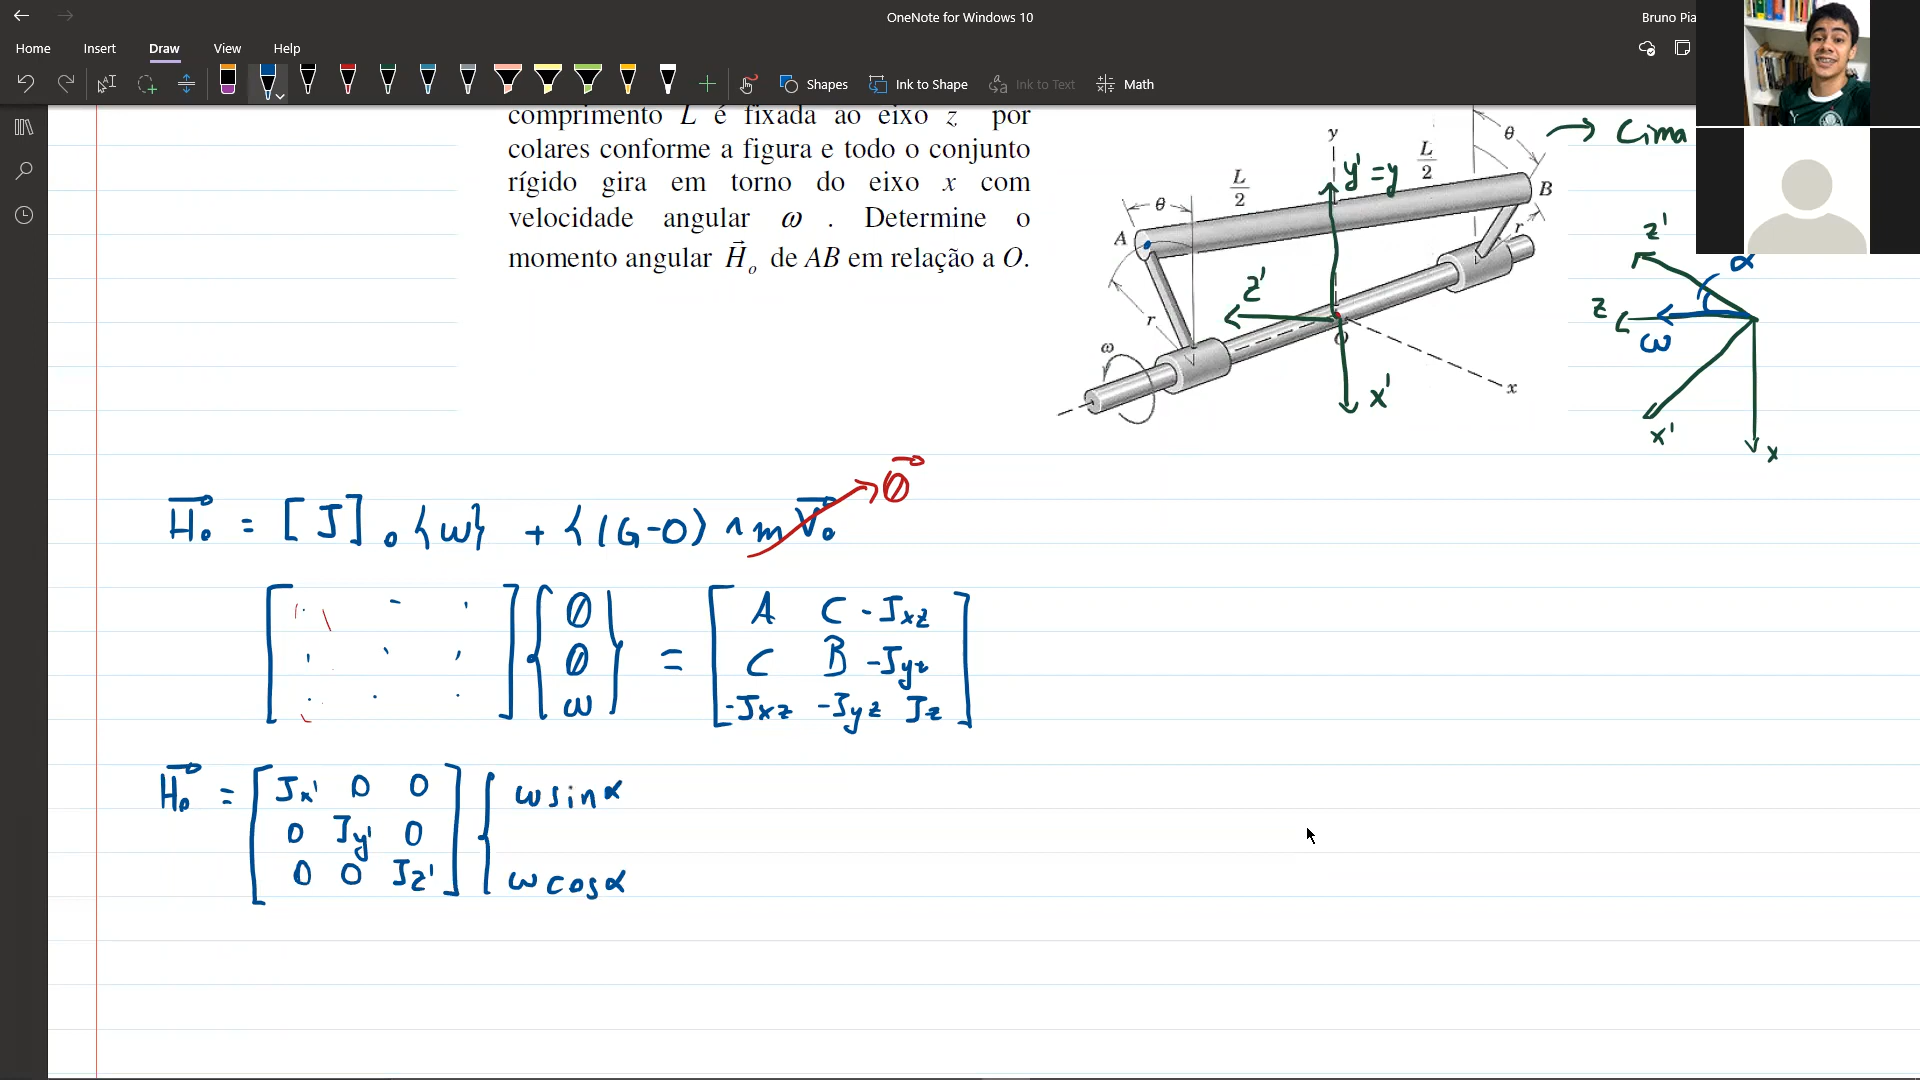 OneNote for Windows 10
Bruno Pia
Home Insert Draw View Help
Shapes Ink to Shape Ink to Text Math
comprimento L é fixada ao eixo z por
colares conforme a figura e todo o conjunto
rígido gira em torno do eixo x com
velocidade angular ω . Determine o
momento angular H⃗o de AB em relação a O.
y
θ
→ Cima
y'=y
L/2
L/2
B
θ
A
r
r
z'
ω
O
x
x'
z'
α
z
ω
x'
x
H⃗o = [J]o {ω} + {(G-O) ∧ m V⃗o 0⃗
[ ] { 0 0 ω } = [ A C -Jxz
C B -Jyz
-Jxz -Jyz Jz ]
H⃗o = [ Jx' 0 0 { ω sin α
0 Jy' 0
0 0 Jz' ] ω cos α